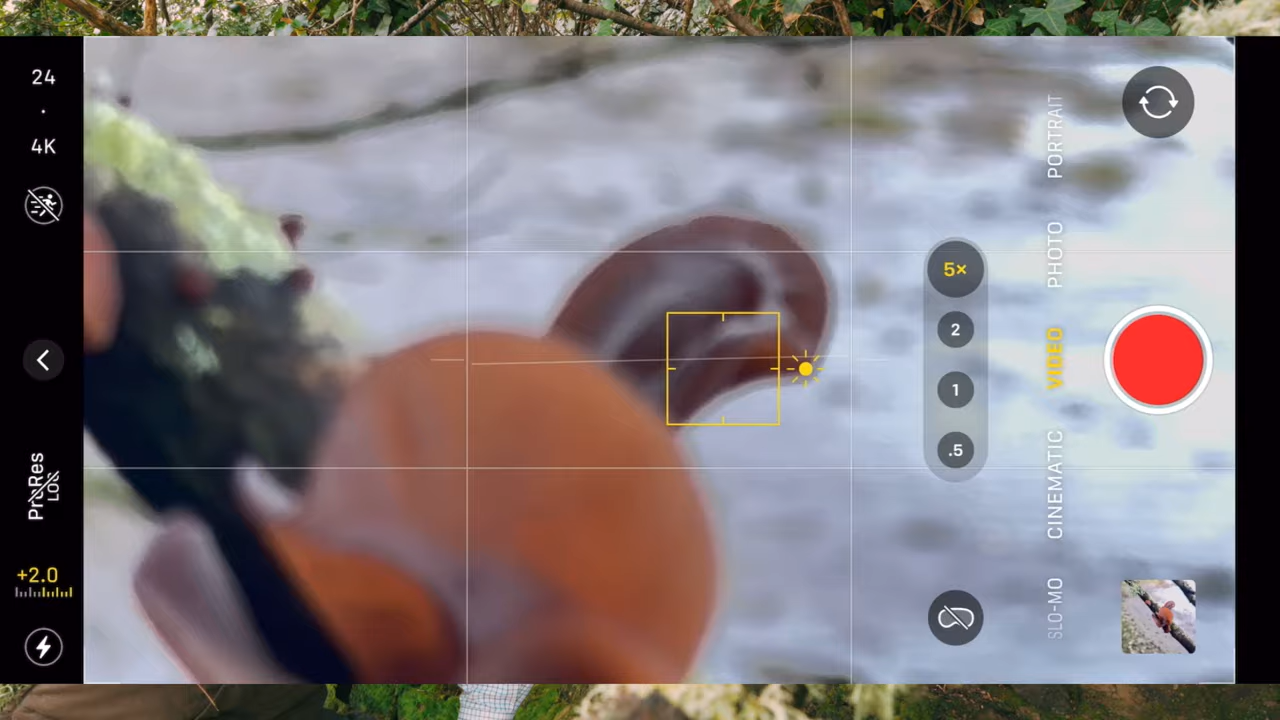 24
·
4K
ProRes
LOG
+2.0
5×
2
1
.5
PORTRAIT
PHOTO
VIDEO
CINEMATIC
SLO-MO